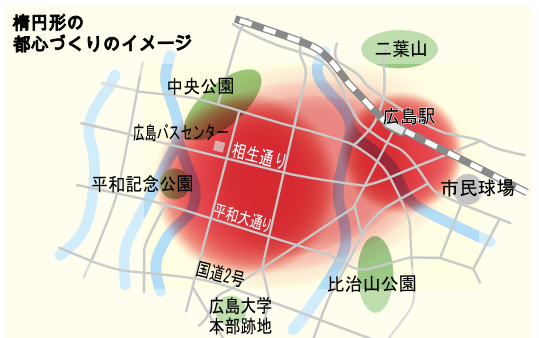 楕円形の
都心づくりのイメージ
二葉山
中央公園
広島駅
広島バスセンター
相生通り
平和記念公園
市民球場
平和大通り
国道2号
比治山公園
広島大学
本部跡地